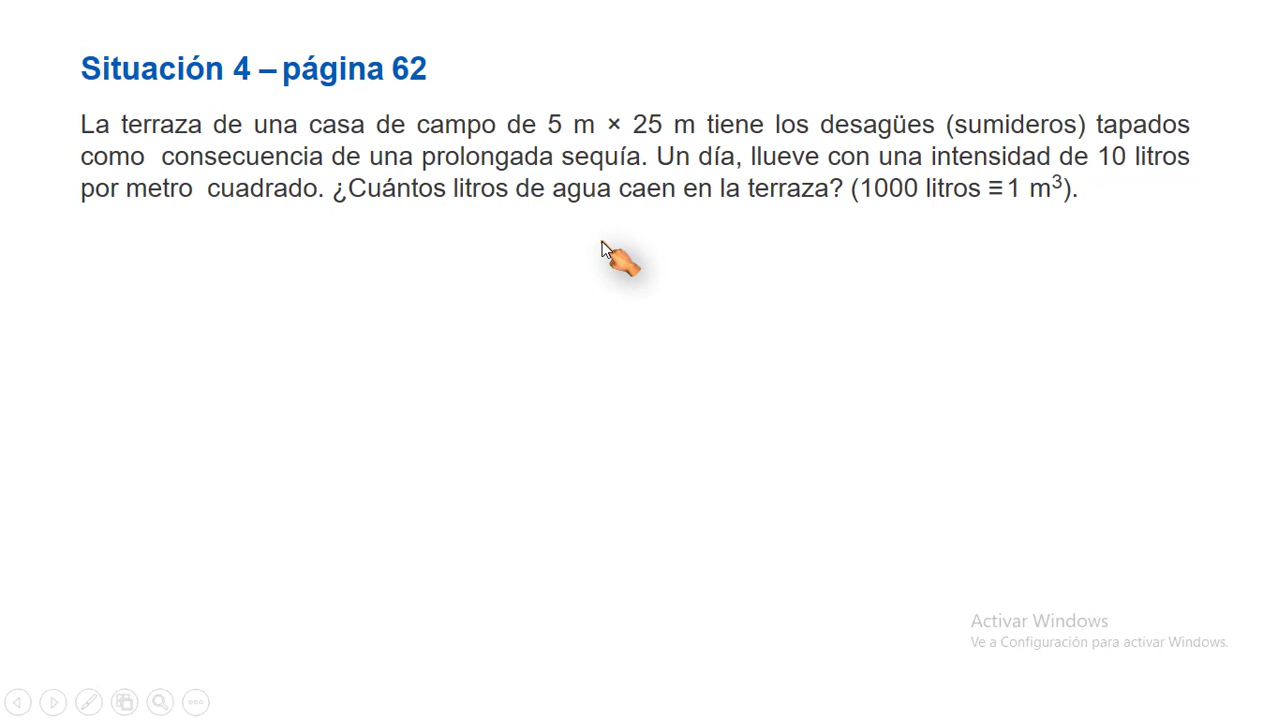 Situación 4 – página 62
La terraza de una casa de campo de 5 m × 25 m tiene los desagües (sumideros) tapados
como consecuencia de una prolongada sequía. Un día, llueve con una intensidad de 10 litros
por metro cuadrado. ¿Cuántos litros de agua caen en la terraza? (1000 litros ≡ 1 m³).
Activar Windows
Ve a Configuración para activar Windows.